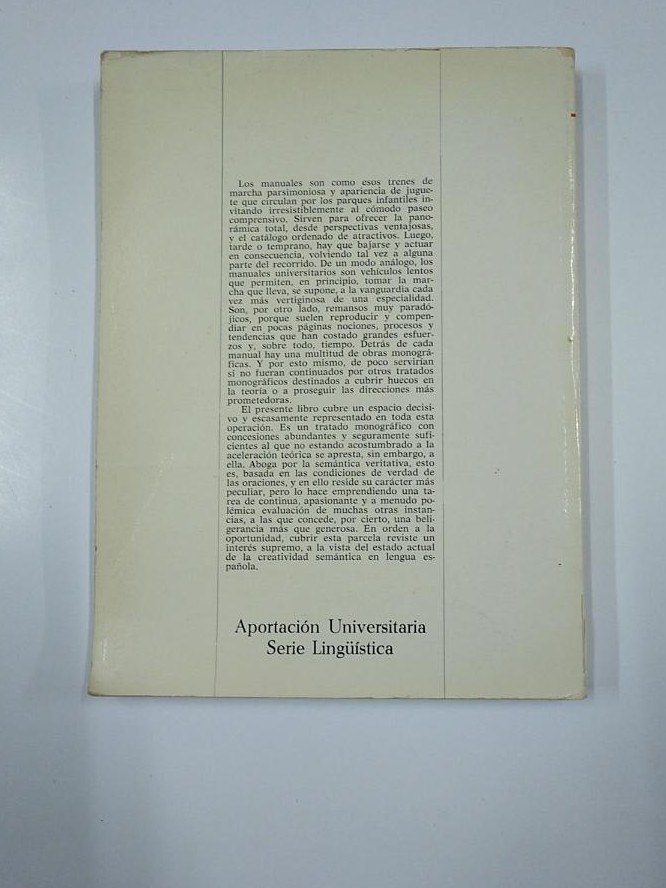 Los manuales son como esos trenes de
marcha parsimoniosa y apariencia de jugue-
te que circulan por los parques infantiles in-
vitando irresistiblemente al cómodo paseo
comprensivo. Sirven para ofrecer la pano-
rámica total, desde perspectivas ventajosas,
y el catálogo ordenado de atractivos. Luego,
tarde o temprano, hay que bajarse y actuar
en consecuencia, volviendo tal vez a alguna
parte del recorrido. De un modo análogo, los
manuales universitarios son vehículos lentos
que permiten, en principio, tomar la mar-
cha que lleva, se supone, a la vanguardia cada
vez más vertiginosa de una especialidad.
Son, por otro lado, remansos muy paradó-
jicos, porque suelen reproducir y compen-
diar en pocas páginas nociones, procesos y
tendencias que han costado grandes esfuer-
zos y, sobre todo, tiempo. Detrás de cada
manual hay una multitud de obras monográ-
ficas. Y por esto mismo, de poco servirían
si no fueran continuados por otros tratados
monográficos destinados a cubrir huecos en
la teoría o a proseguir las direcciones más
prometedoras.
El presente libro cubre un espacio decisi-
vo y escasamente representado en toda esta
operación. Es un tratado monográfico con
concesiones abundantes y seguramente sufi-
cientes al que no estando acostumbrado a la
aceleración teórica se apresta, sin embargo, a
ella. Aboga por la semántica veritativa, esto
es, basada en las condiciones de verdad de
las oraciones, y en ello reside su carácter más
peculiar, pero lo hace emprendiendo una ta-
rea de continua, apasionante y a menudo po-
lémica evaluación de muchas otras instan-
cias, a las que concede, por cierto, una beli-
gerancia más que generosa. En orden a la
oportunidad, cubrir esta parcela reviste un
interés supremo, a la vista del estado actual
de la creatividad semántica en lengua es-
pañola.
Aportación Universitaria
Serie Lingüística